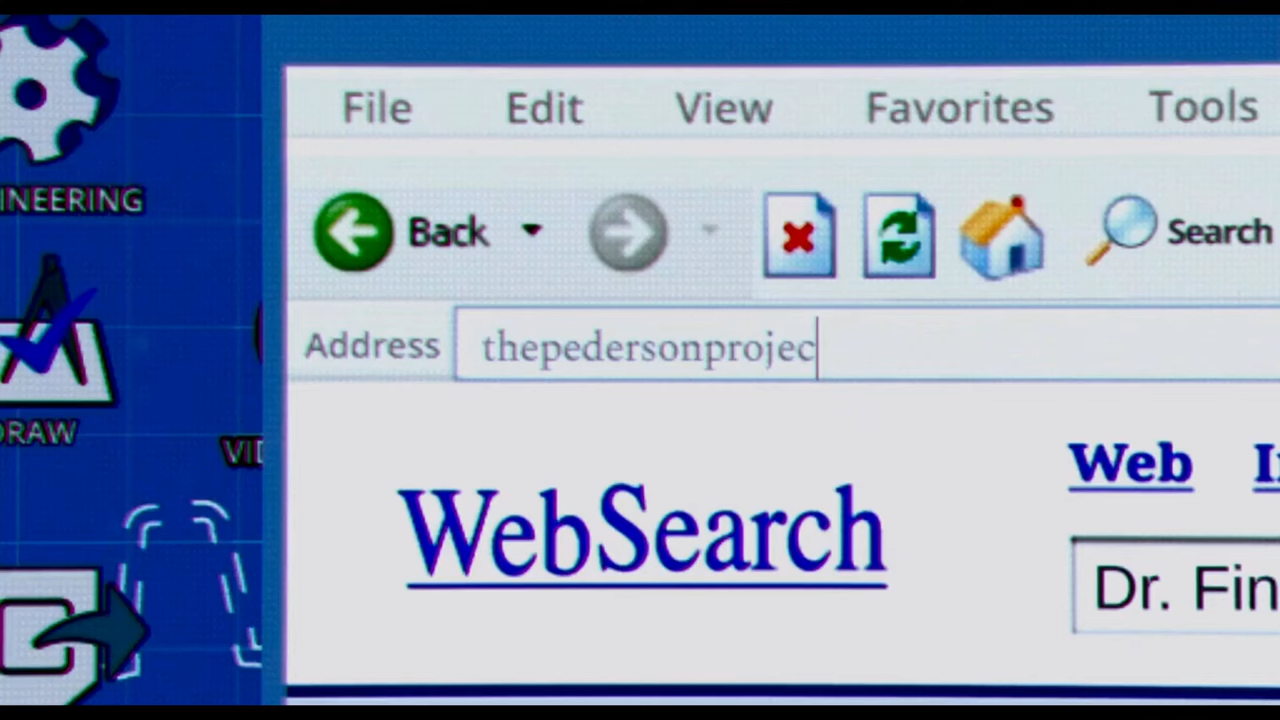 File Edit View Favorites Tools
INEERING
Back Search
Address thepedersonprojec
DRAW
Web
WebSearch
Dr. Fin